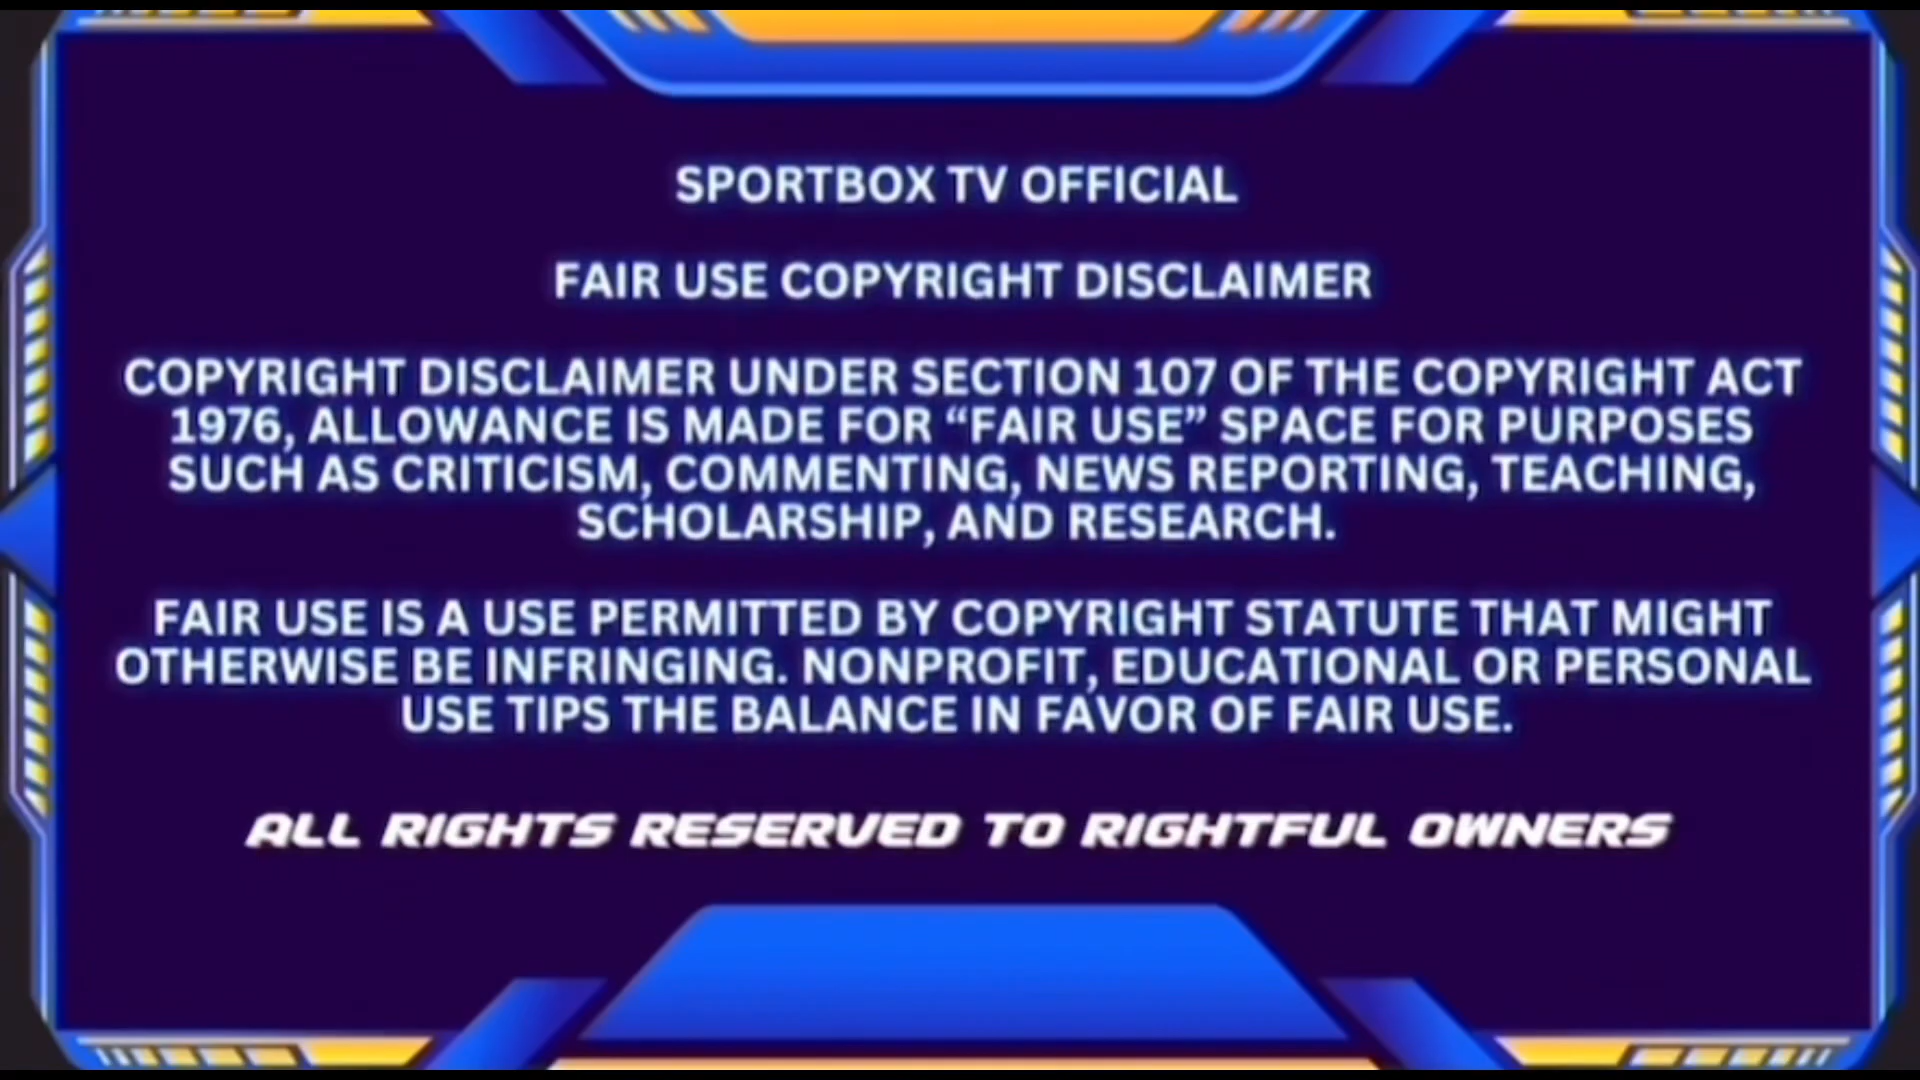 SPORTBOX TV OFFICIAL
FAIR USE COPYRIGHT DISCLAIMER
COPYRIGHT DISCLAIMER UNDER SECTION 107 OF THE COPYRIGHT ACT
1976, ALLOWANCE IS MADE FOR “FAIR USE” SPACE FOR PURPOSES
SUCH AS CRITICISM, COMMENTING, NEWS REPORTING, TEACHING,
SCHOLARSHIP, AND RESEARCH.
FAIR USE IS A USE PERMITTED BY COPYRIGHT STATUTE THAT MIGHT
OTHERWISE BE INFRINGING. NONPROFIT, EDUCATIONAL OR PERSONAL
USE TIPS THE BALANCE IN FAVOR OF FAIR USE.
ALL RIGHTS RESERVED TO RIGHTFUL OWNERS